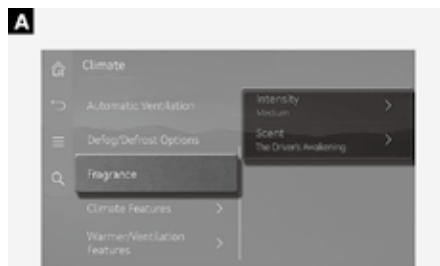 A
Climate
Automatic Ventilation
Defog/Defrost Options
Fragrance
Climate Features
Warmer/Ventilation
Features
Intensity
Medium
Scent
The Driver's Awakening